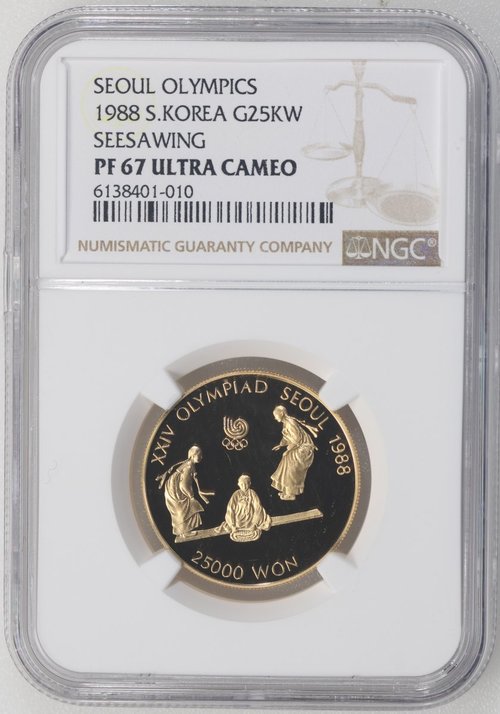 SEOUL OLYMPICS
1988 S.KOREA G25KW
SEESAWING
PF 67 ULTRA CAMEO
6138401-010
NUMISMATIC GUARANTY COMPANY
NGC®
XXIV OLYMPIAD SEOUL 1988
25000 WON